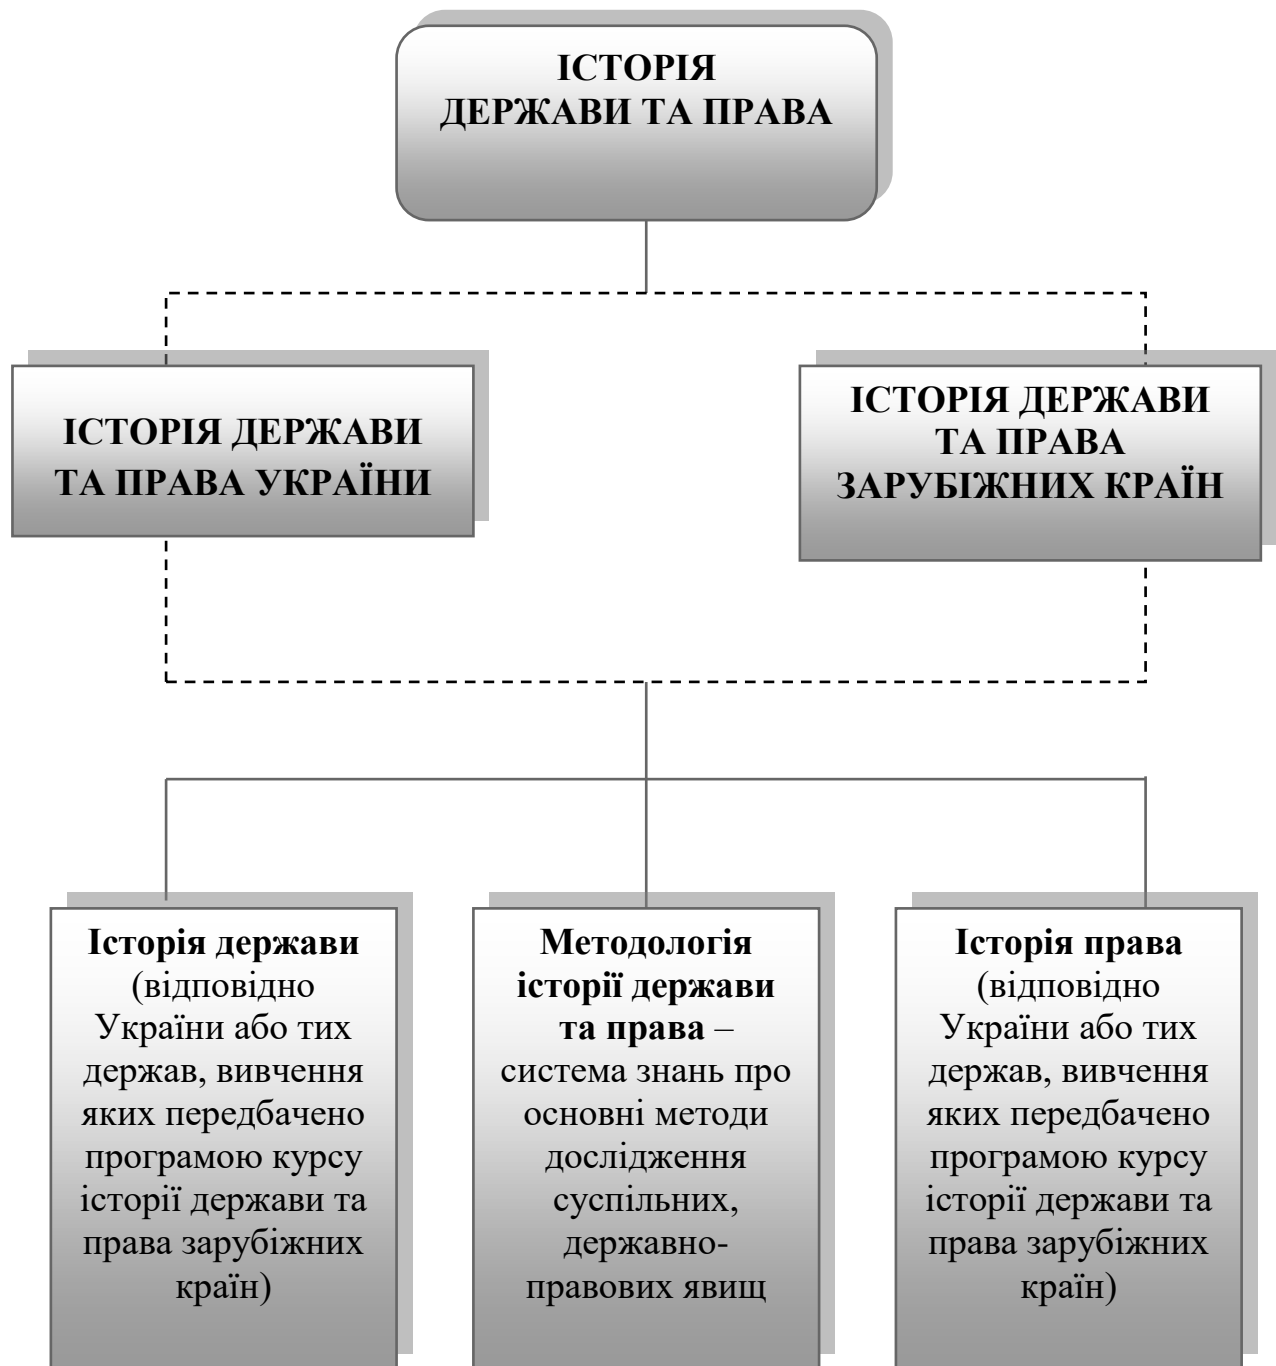 ІСТОРІЯ
ДЕРЖАВИ ТА ПРАВА
ІСТОРІЯ ДЕРЖАВИ
ТА ПРАВА УКРАЇНИ
ІСТОРІЯ ДЕРЖАВИ
ТА ПРАВА
ЗАРУБІЖНИХ КРАЇН
Історія держави
(відповідно
України або тих
держав, вивчення
яких передбачено
програмою курсу
історії держави та
права зарубіжних
країн)
Методологія
історії держави
та права –
система знань про
основні методи
дослідження
суспільних,
державно-
правових явищ
Історія права
(відповідно
України або тих
держав, вивчення
яких передбачено
програмою курсу
історії держави та
права зарубіжних
країн)